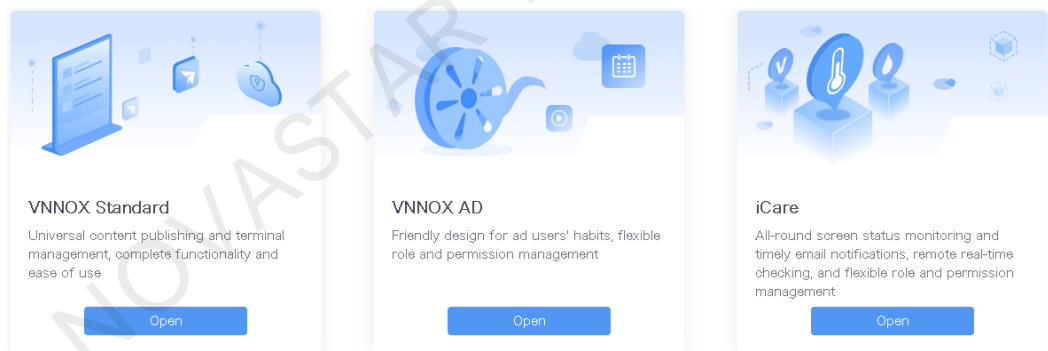 VNNOX Standard
Universal content publishing and terminal
management, complete functionality and
ease of use
Open
VNNOX AD
Friendly design for ad users' habits, flexible
role and permission management
Open
iCare
All-round screen status monitoring and
timely email notifications, remote real-time
checking, and flexible role and permission
management
Open
NOVASTAR